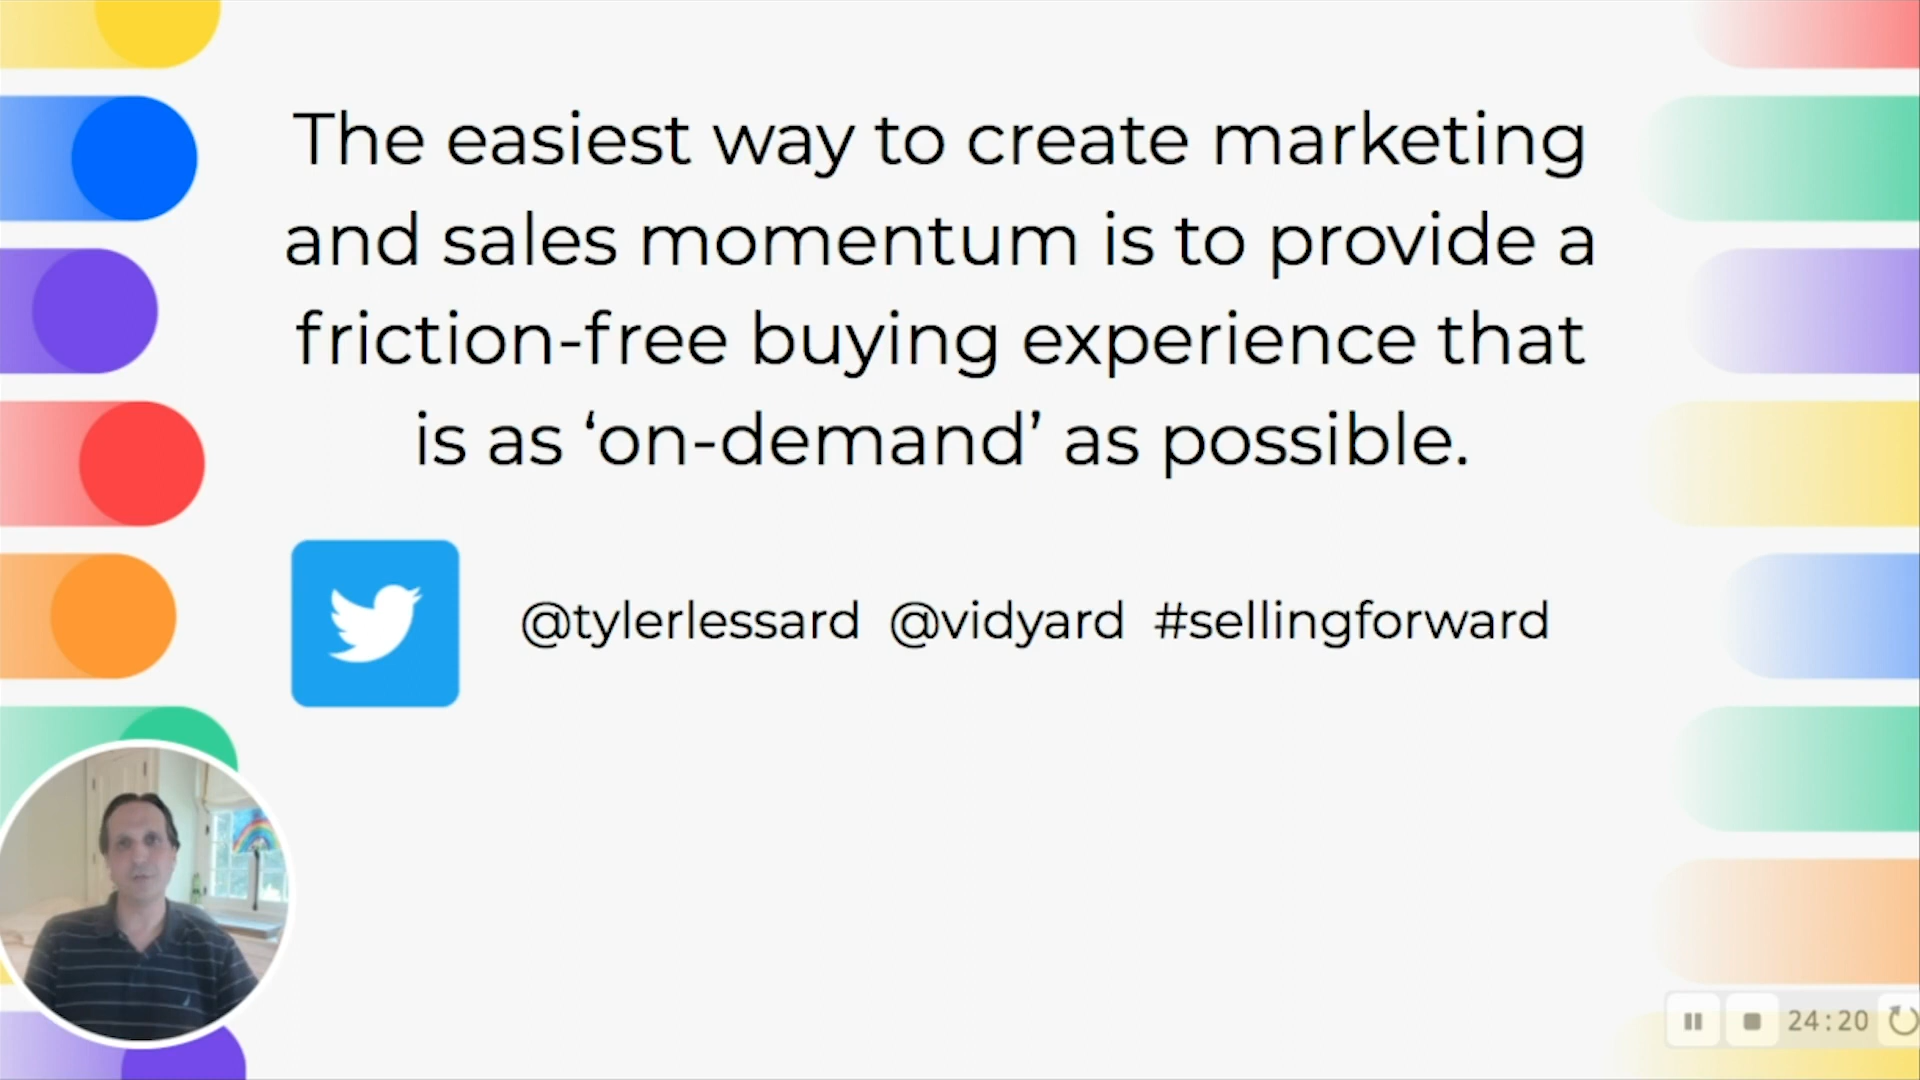 The easiest way to create marketing
and sales momentum is to provide a
friction-free buying experience that
is as ‘on-demand’ as possible.
@tylerlessard @vidyard #sellingforward
24:20